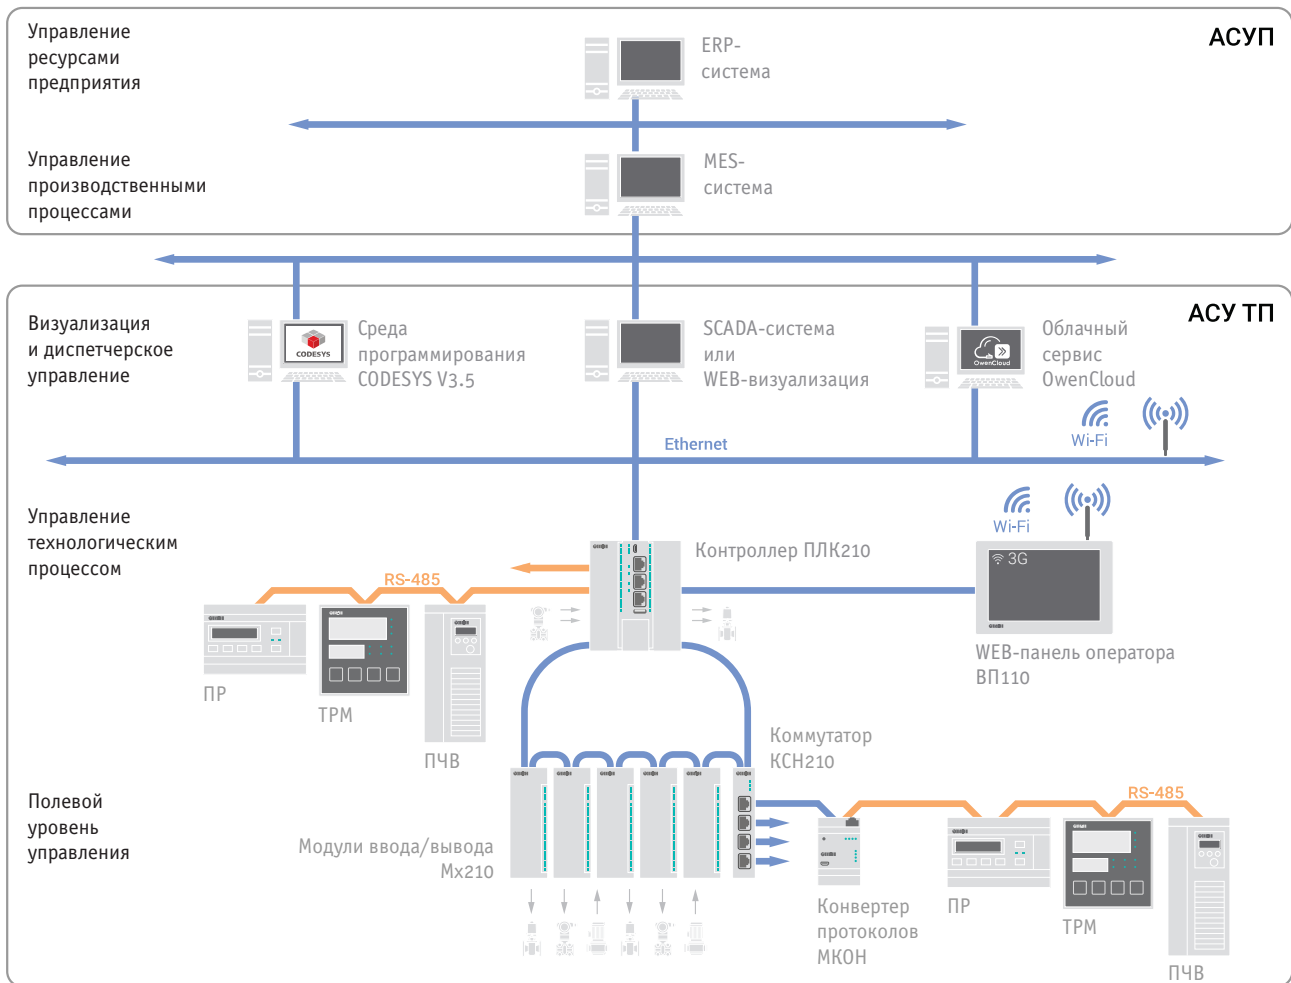 АСУП
Управление
ресурсами
предприятия
ERP-
система
Управление
производственными
процессами
MES-
система
АСУ ТП
Визуализация
и диспетчерское
управление
CODESYS
Среда
программирования
CODESYS V3.5
SCADA-система
или
WEB-визуализация
OwenCloud
Облачный
сервис
OwenCloud
Wi-Fi
Ethernet
Управление
технологическим
процессом
Контроллер ПЛК210
Wi-Fi
3G
WEB-панель оператора
ВП110
RS-485
ПР
ТРМ
ПЧВ
Коммутатор
КСН210
Полевой
уровень
управления
Модули ввода/вывода
Мх210
Конвертер
протоколов
МКОН
RS-485
ПР
ТРМ
ПЧВ